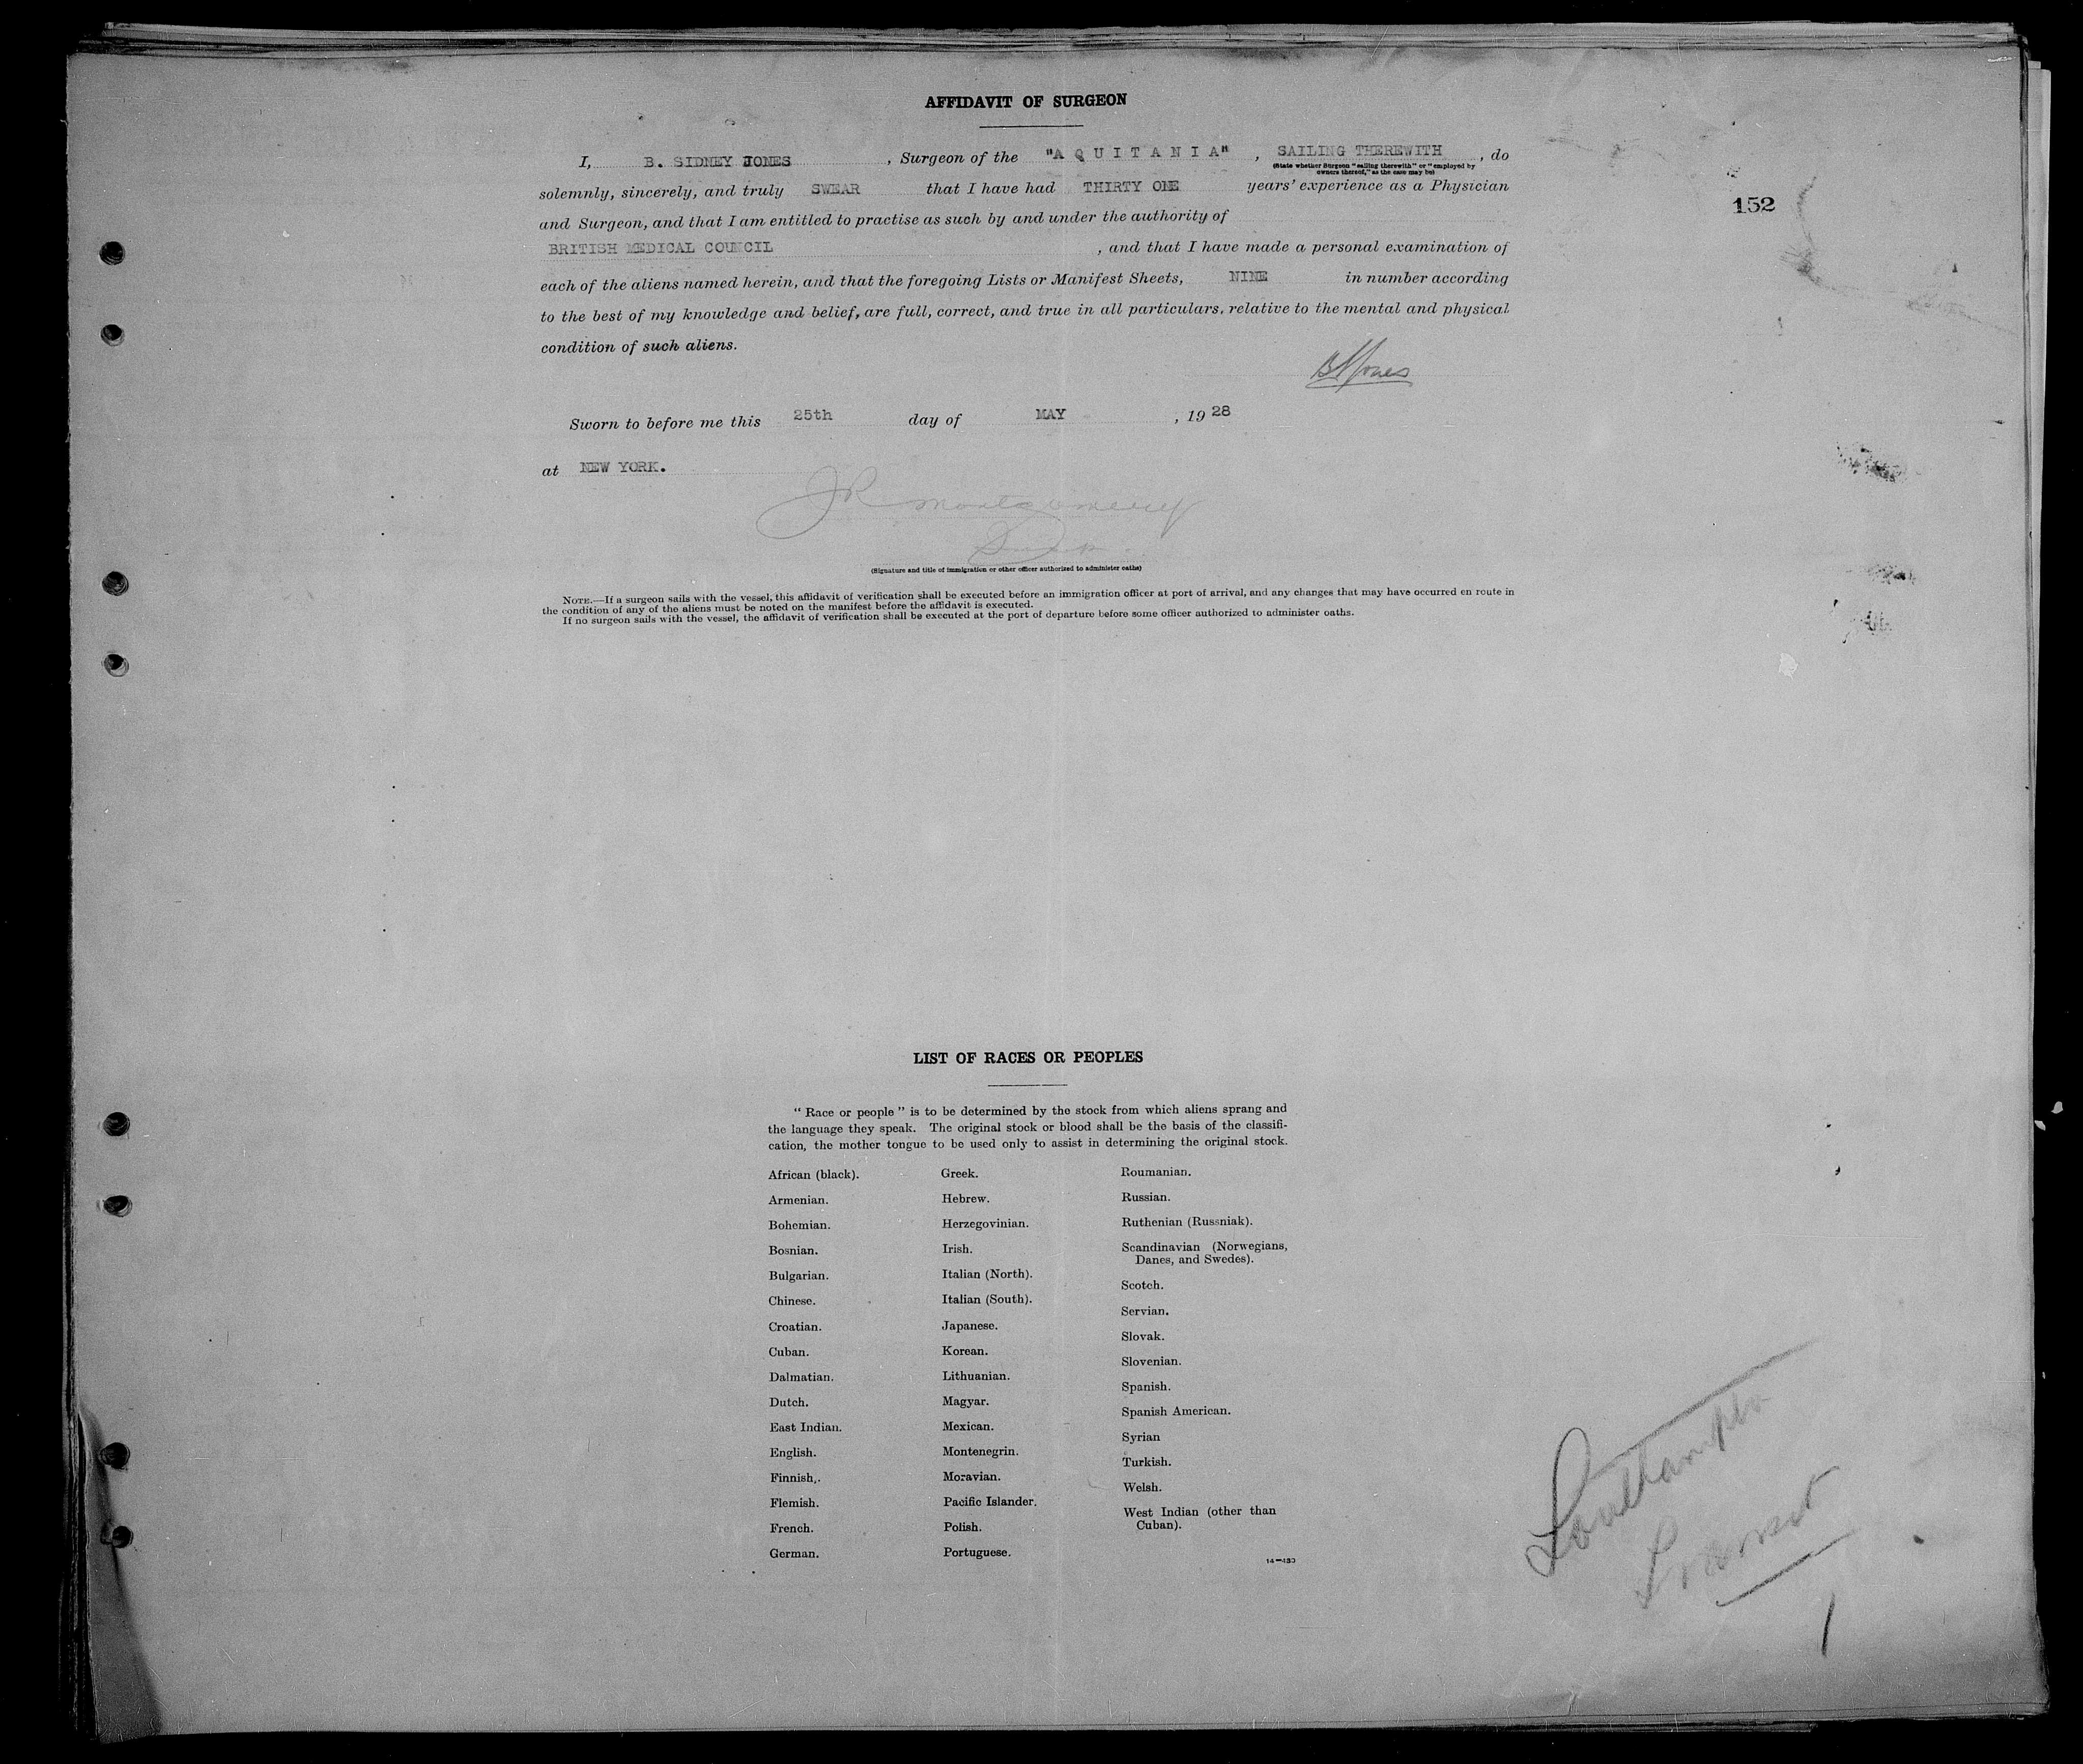 AFFIDAVIT OF SURGEON
I, B. SIDNEY JONES , Surgeon of the "A Q U I T A N I A" , SAILING THEREWITH , do
(State whether Surgeon "sailing therewith" or "employed by
owners thereof," as the case may be)
solemnly, sincerely, and truly SWEAR that I have had THIRTY ONE years' experience as a Physician
152
and Surgeon, and that I am entitled to practise as such by and under the authority of
BRITISH MEDICAL COUNCIL , and that I have made a personal examination of
each of the aliens named herein, and that the foregoing Lists or Manifest Sheets, NINE in number according
to the best of my knowledge and belief, are full, correct, and true in all particulars, relative to the mental and physical
condition of such aliens.
BSJones
Sworn to before me this 25th day of MAY , 19 28
at NEW YORK.
JR Montgomery
(Signature and title of immigration or other officer authorized to administer oaths)
NOTE.—If a surgeon sails with the vessel, this affidavit of verification shall be executed before an immigration officer at port of arrival, and any changes that may have occurred en route in
the condition of any of the aliens must be noted on the manifest before the affidavit is executed.
If no surgeon sails with the vessel, the affidavit of verification shall be executed at the port of departure before some officer authorized to administer oaths.
LIST OF RACES OR PEOPLES
" Race or people " is to be determined by the stock from which aliens sprang and
the language they speak. The original stock or blood shall be the basis of the classifi-
cation, the mother tongue to be used only to assist in determining the original stock.
African (black).
Armenian.
Bohemian.
Bosnian.
Bulgarian.
Chinese.
Croatian.
Cuban.
Dalmatian.
Dutch.
East Indian.
English.
Finnish,.
Flemish.
French.
German.
Greek.
Hebrew.
Herzegovinian.
Irish.
Italian (North).
Italian (South).
Japanese.
Korean.
Lithuanian.
Magyar.
Mexican.
Montenegrin.
Moravian.
Pacific Islander.
Polish.
Portuguese.
Roumanian.
Russian.
Ruthenian (Russniak).
Scandinavian (Norwegians,
Danes, and Swedes).
Scotch.
Servian.
Slovak.
Slovenian.
Spanish.
Spanish American.
Syrian
Turkish.
Welsh.
West Indian (other than
Cuban).
14—430
Southampton
1